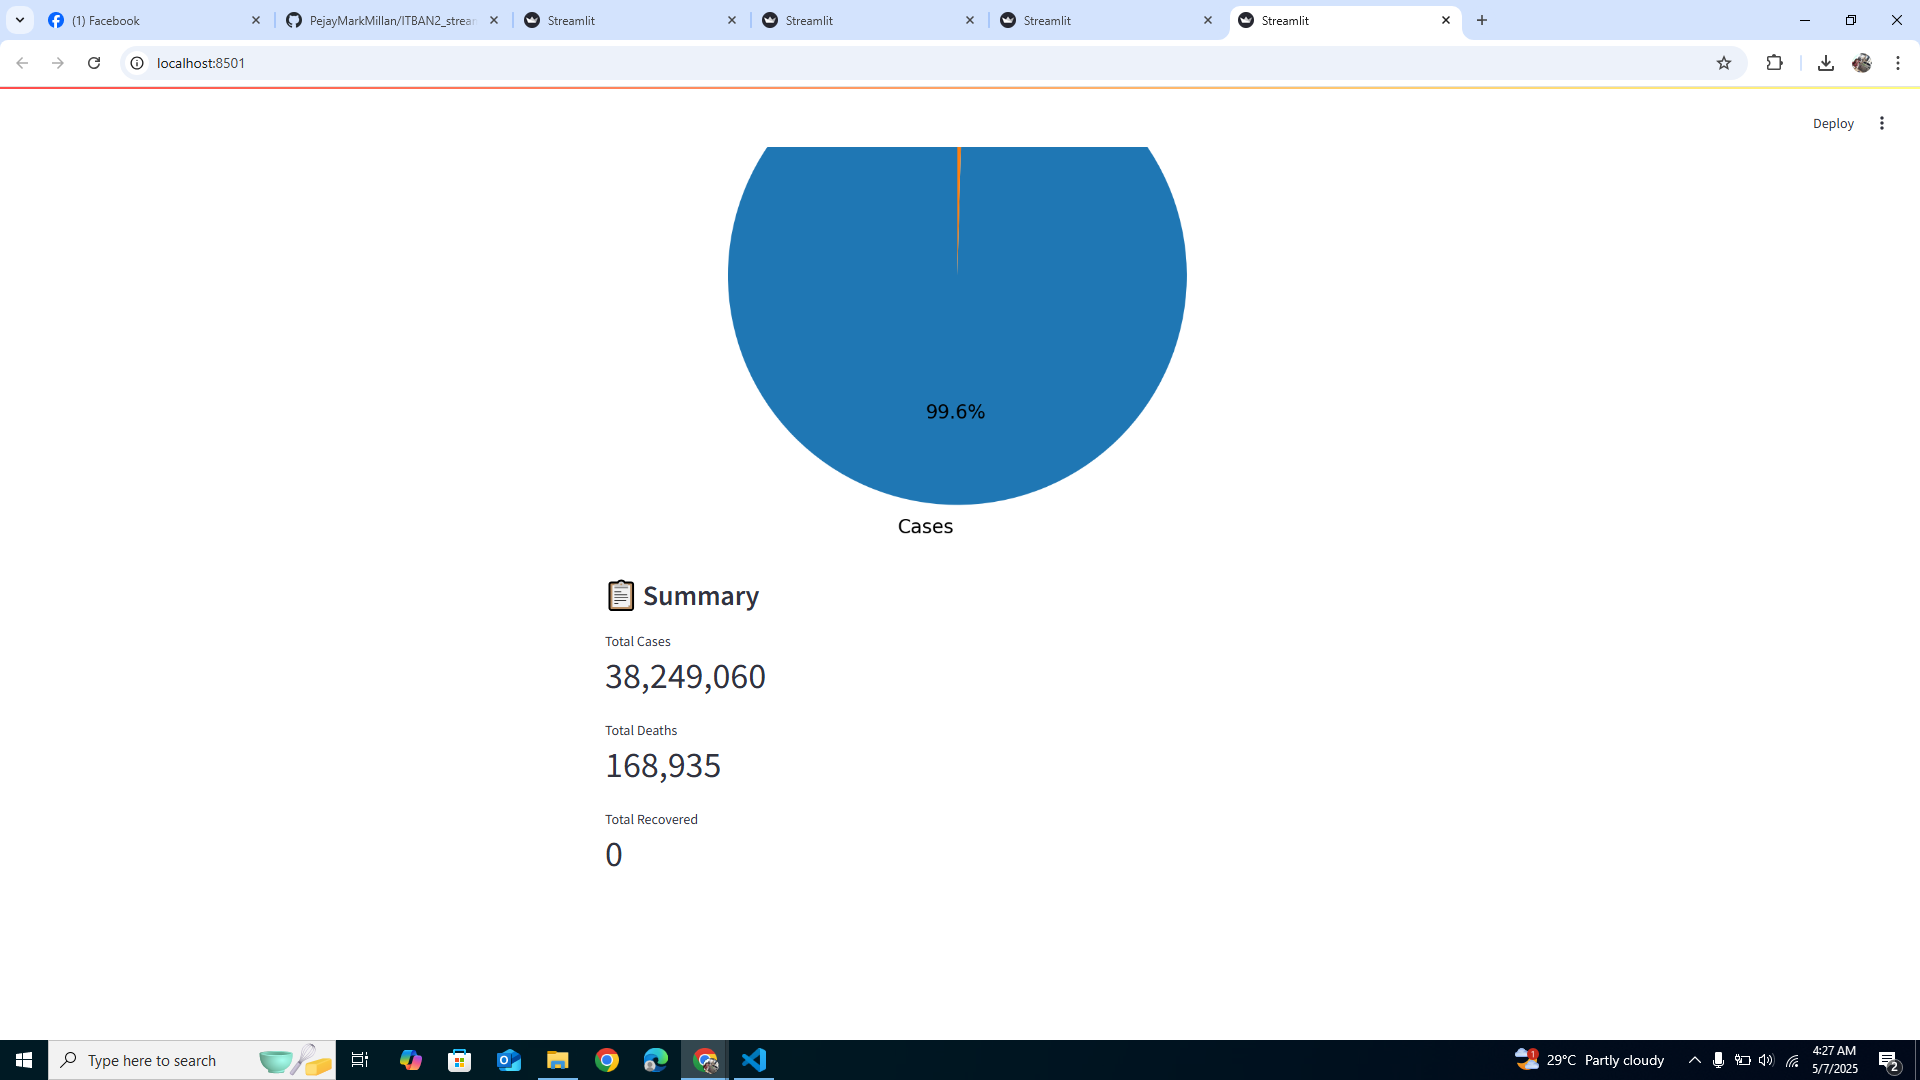 (1) Facebook
PejayMarkMillan/ITBAN2_strea
Streamlit
Streamlit
Streamlit
Streamlit
localhost:8501
Deploy
99.6%
Cases
Summary
Total Cases
38,249,060
Total Deaths
168,935
Total Recovered
0
Type here to search
1
29°C Partly cloudy
4:27 AM
5/7/2025
2